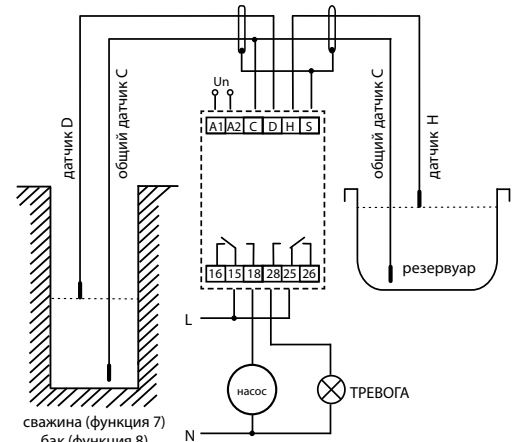 Un
A1 A2 C D H S
датчик D
общий датчик C
общий датчик C
датчик H
резервуар
16 15 18 28 25 26
L
насос
ТРЕВОГА
N
сважина (функция 7)
бак (функция 8)